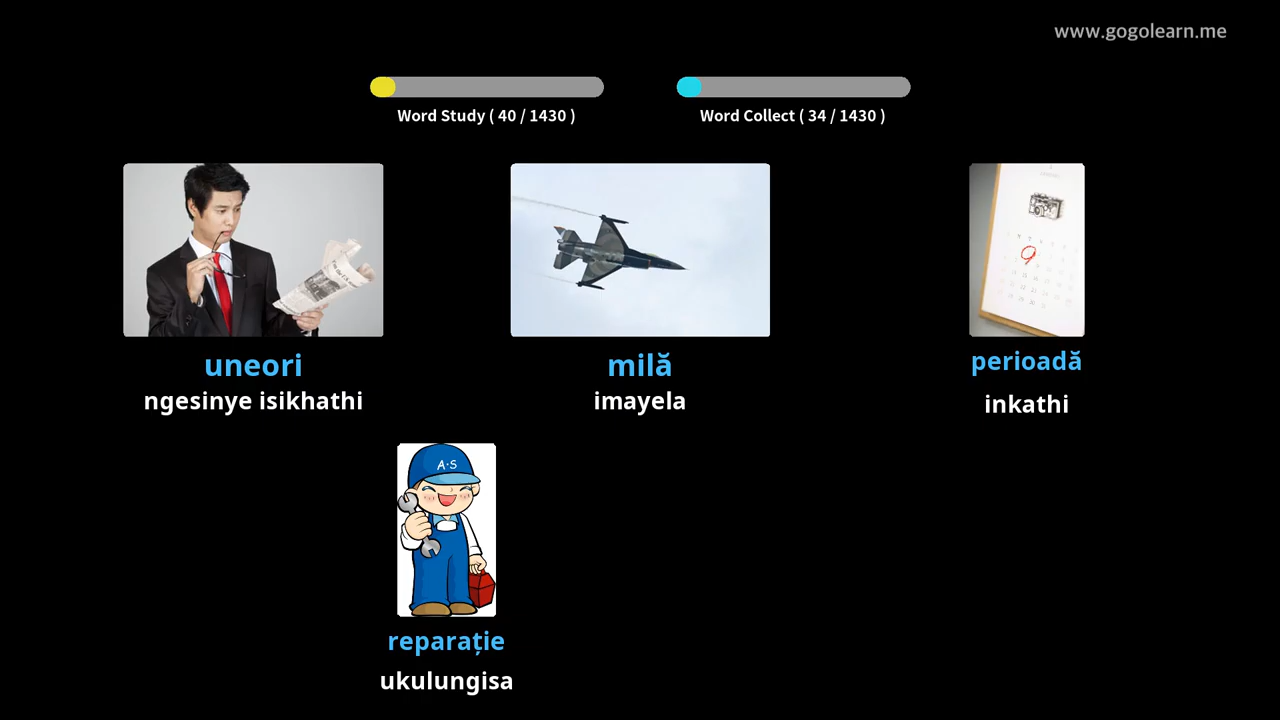 www.gogolearn.me
Word Study ( 40 / 1430 )
Word Collect ( 34 / 1430 )
uneori
ngesinye isikhathi
milă
imayela
perioadă
inkathi
A·S
reparație
ukulungisa